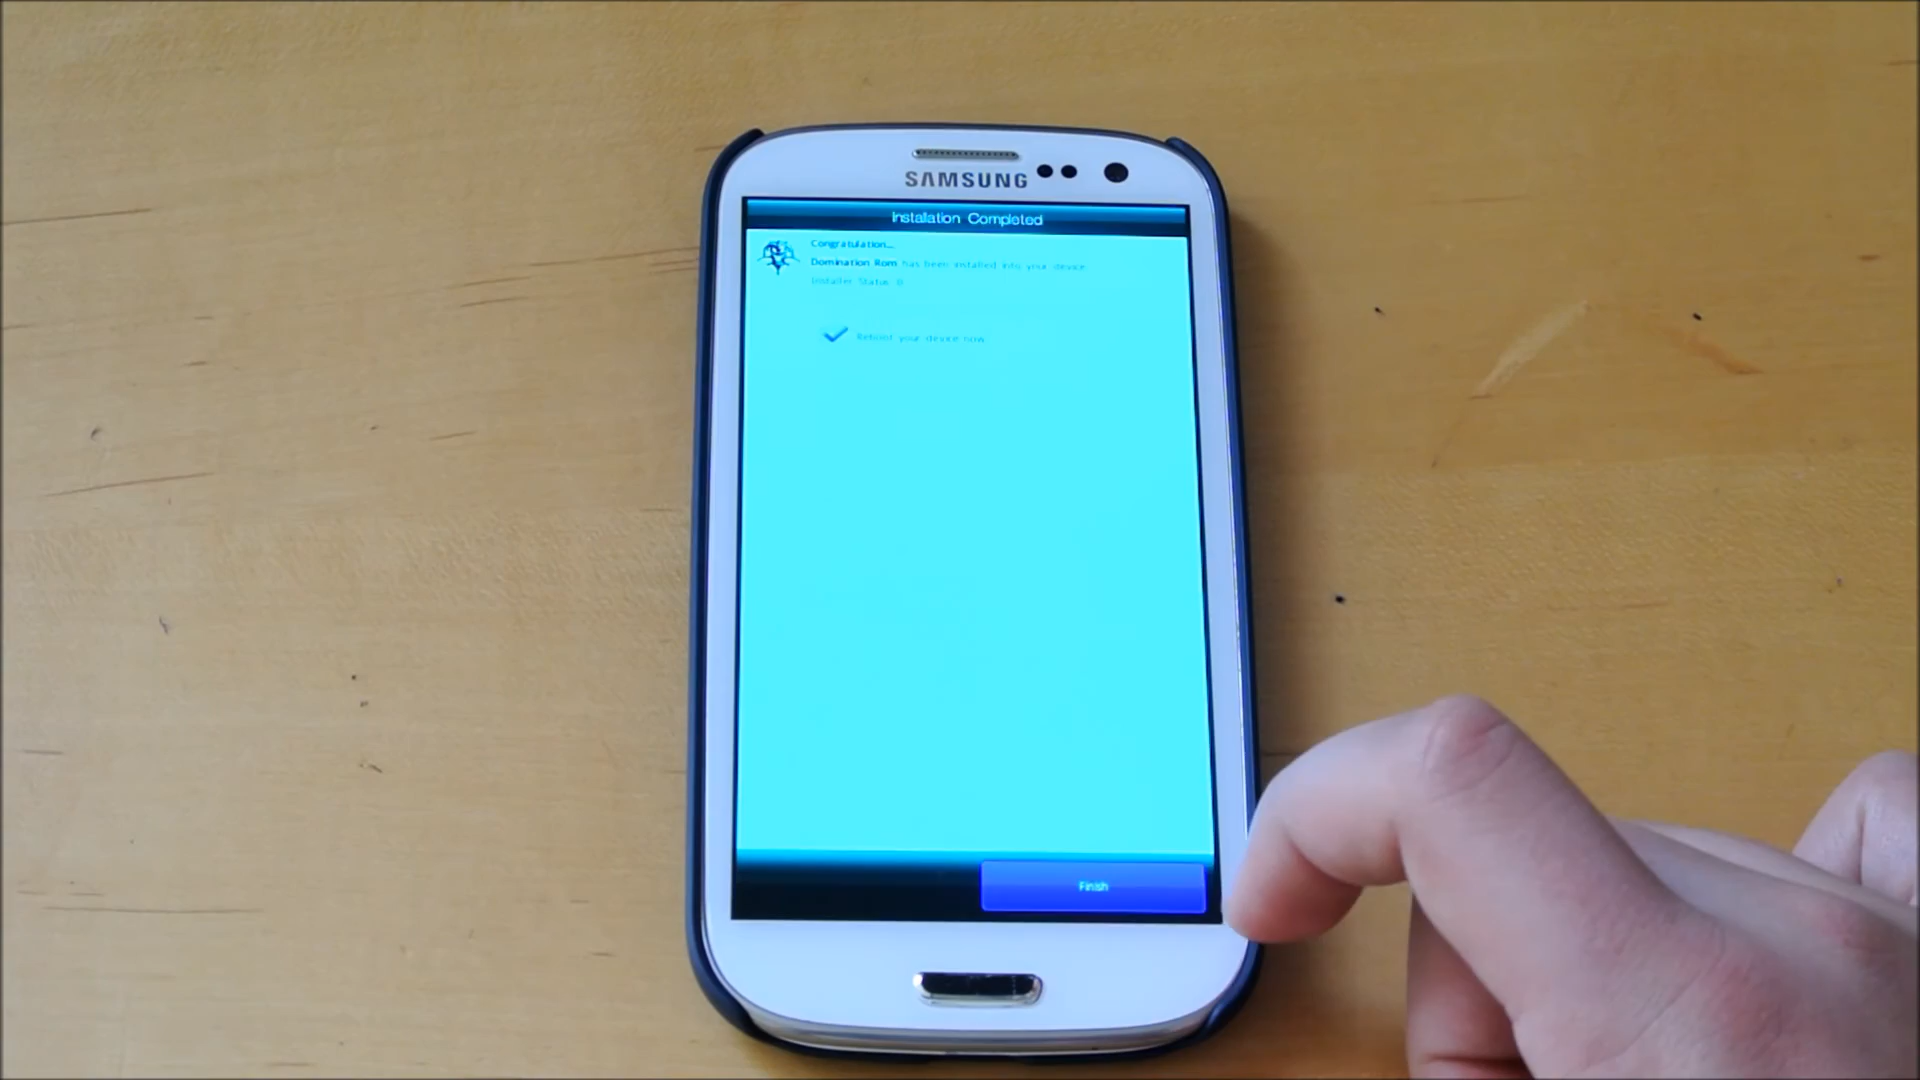 SAMSUNG
Installation Completed
Congratulation...
Domination Rom has been installed into your device
Installer Status: 0
Reboot your device now.
Finish